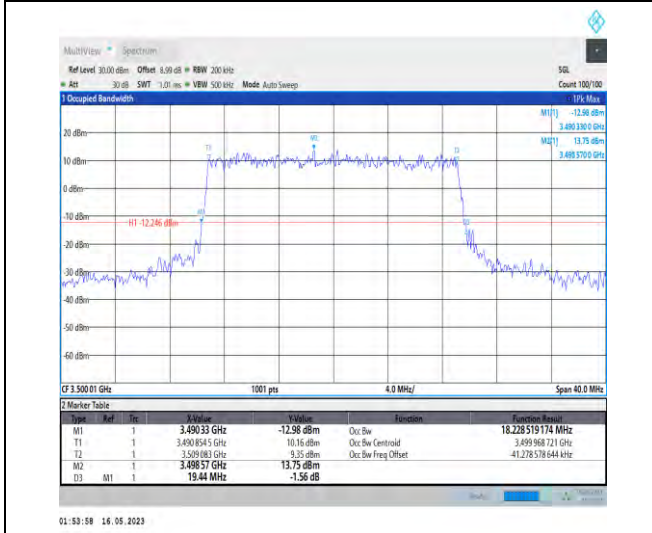 MultiView Spectrum
Ref Level 30.00 dBm Offset 8.99 dB RBW 200 kHz SGL
Att 30 dB SWT 1.01 ms VBW 500 kHz Mode Auto Sweep Count 100/100
1 Occupied Bandwidth 1Pk Max
M1[1] -12.98 dBm
3.490 330 0 GHz
20 dBm M2[1] 13.75 dBm
3.498 570 0 GHz
T1 M2 T2
10 dBm
0 dBm
-10 dBm
H1 -12.246 dBm
-30 dBm
-40 dBm
-50 dBm
-60 dBm
CF 3.500 01 GHz 1001 pts 4.0 MHz/ Span 40.0 MHz
2 Marker Table
Type Ref Trc X-Value Y-Value Function Function Result
M1 1 3.490 33 GHz -12.98 dBm Occ Bw 18.228 519 174 MHz
T1 1 3.490 854 5 GHz 10.16 dBm Occ Bw Centroid 3.499 968 721 GHz
T2 1 3.509 083 GHz 9.35 dBm Occ Bw Freq Offset -41.278 578 644 kHz
M2 1 3.498 57 GHz 13.75 dBm
D3 M1 1 19.44 MHz -1.56 dB
01:53:58 16.05.2023